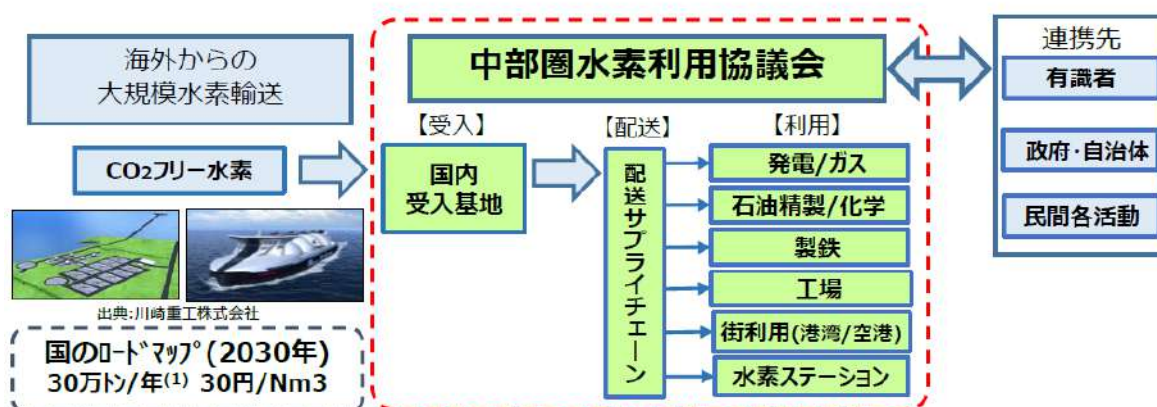 海外からの
大規模水素輸送
CO2フリー水素
出典:川崎重工株式会社
国のロードマップ(2030年)
30万トン/年(1) 30円/Nm3
中部圏水素利用協議会
【受入】
国内
受入基地
【配送】
配送サプライチェーン
【利用】
発電/ガス
石油精製/化学
製鉄
工場
街利用(港湾/空港)
水素ステーション
連携先
有識者
政府・自治体
民間各活動